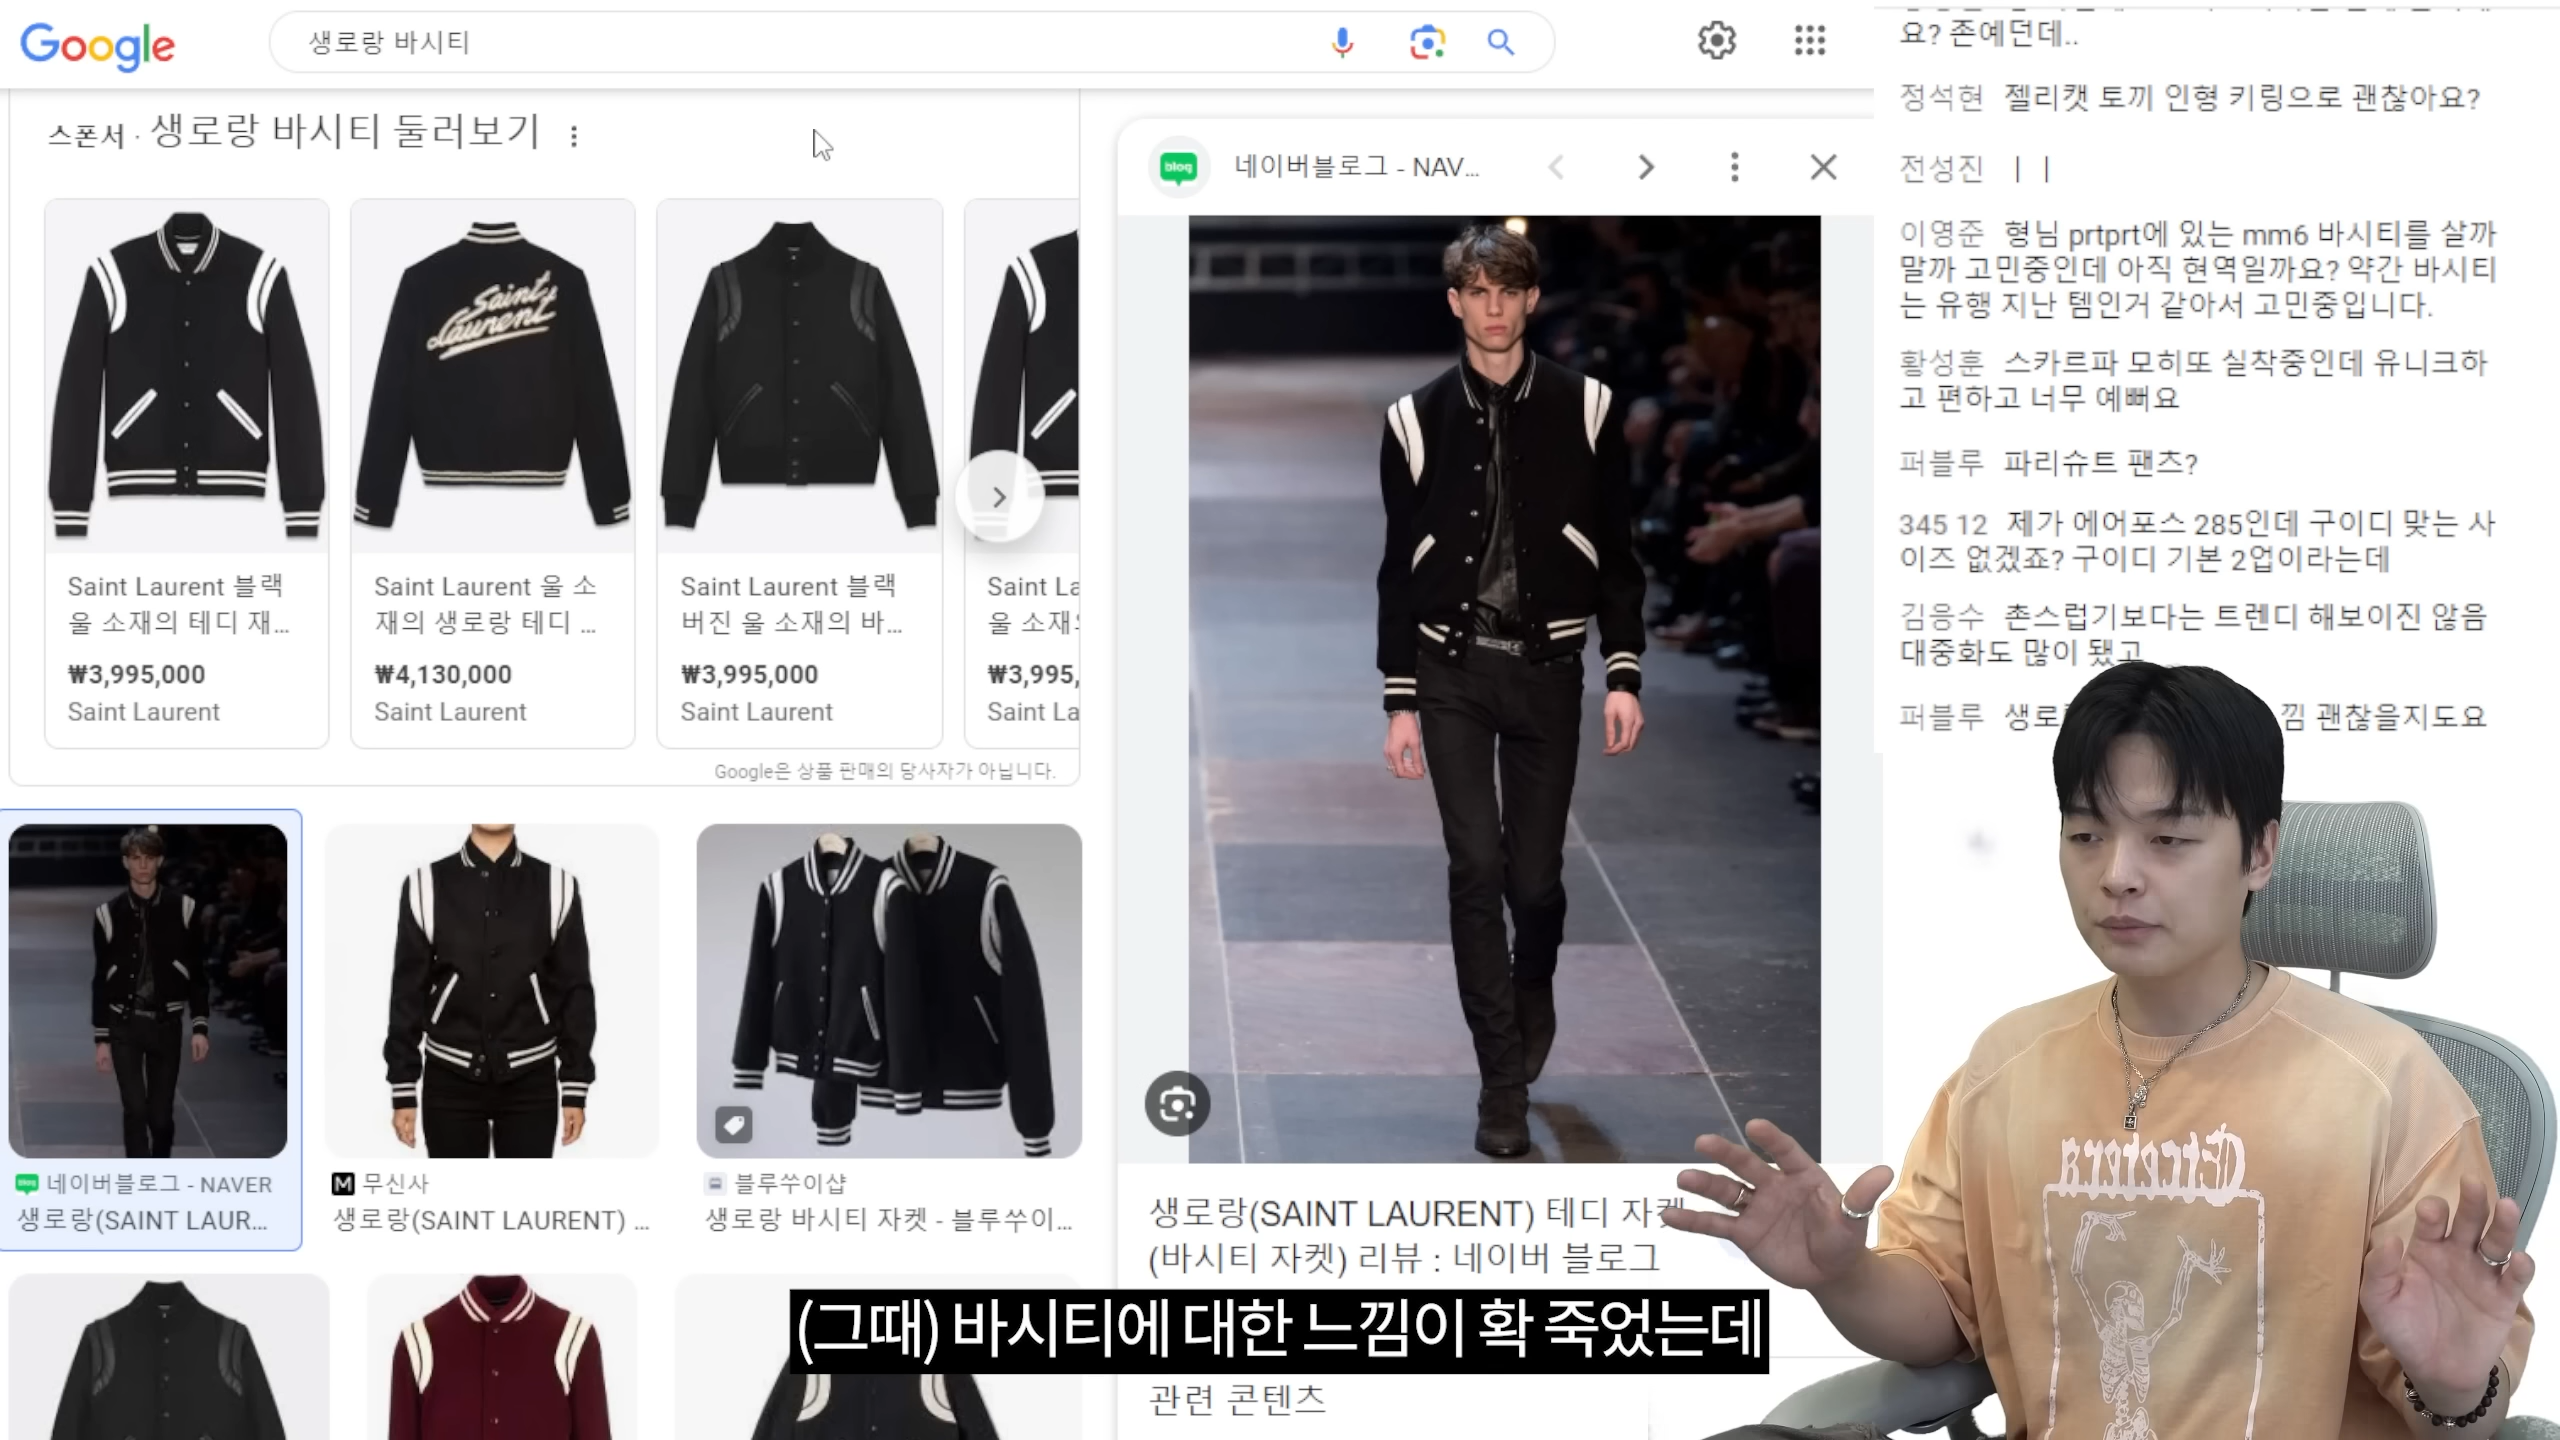 Google
생로랑 바시티
스폰서 · 생로랑 바시티 둘러보기
Saint Laurent
Saint Laurent 블랙
울 소재의 테디 재...
₩3,995,000
Saint Laurent
Saint Laurent 울 소
재의 생로랑 테디 ...
₩4,130,000
Saint Laurent
Saint Laurent 블랙
버진 울 소재의 바...
₩3,995,000
Saint Laurent
Saint La
울 소재
₩3,995,
Saint La
Google은 상품 판매의 당사자가 아닙니다.
네이버블로그 - NAVER
생로랑(SAINT LAUR...
무신사
생로랑(SAINT LAURENT) ...
블루쑤이샵
생로랑 바시티 자켓 - 블루쑤이...
blog 네이버블로그 - NAV...
생로랑(SAINT LAURENT) 테디 자켓
(바시티 자켓) 리뷰 : 네이버 블로그
관련 콘텐츠
요? 존예던데..
정석현 젤리캣 토끼 인형 키링으로 괜찮아요?
전성진 ㅣㅣ
이영준 형님 prtprt에 있는 mm6 바시티를 살까
말까 고민중인데 아직 현역일까요? 약간 바시티
는 유행 지난 템인거 같아서 고민중입니다.
황성훈 스카르파 모히또 실착중인데 유니크하
고 편하고 너무 예뻐요
퍼블루 파리슈트 팬츠?
345 12 제가 에어포스 285인데 구이디 맞는 사
이즈 없겠죠? 구이디 기본 2업이라는데
김응수 촌스럽기보다는 트렌디 해보이진 않음
대중화도 많이 됐고
퍼블루 생로 낌 괜찮을지도요
(그때) 바시티에 대한 느낌이 확 죽었는데